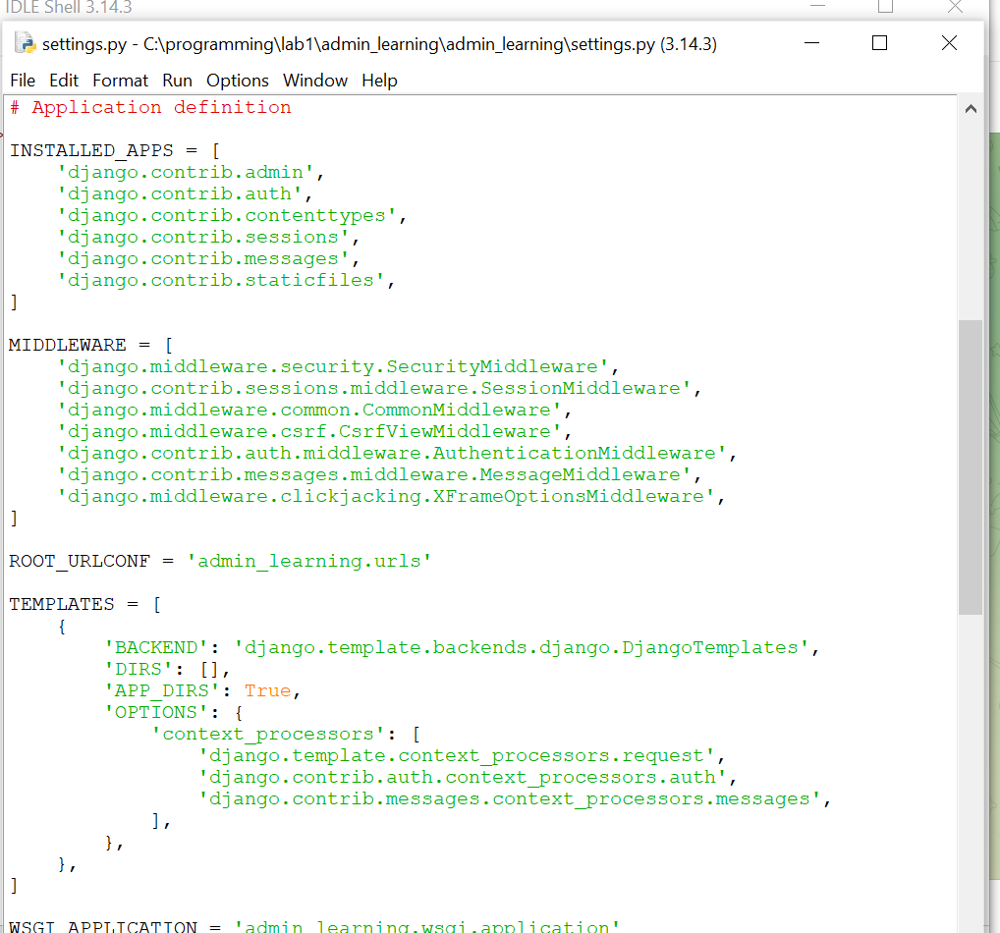 IDLE Shell 3.14.3
settings.py - C:\programming\lab1\admin_learning\admin_learning\settings.py (3.14.3)
File Edit Format Run Options Window Help
# Application definition
INSTALLED_APPS = [
    'django.contrib.admin',
    'django.contrib.auth',
    'django.contrib.contenttypes',
    'django.contrib.sessions',
    'django.contrib.messages',
    'django.contrib.staticfiles',
]
MIDDLEWARE = [
    'django.middleware.security.SecurityMiddleware',
    'django.contrib.sessions.middleware.SessionMiddleware',
    'django.middleware.common.CommonMiddleware',
    'django.middleware.csrf.CsrfViewMiddleware',
    'django.contrib.auth.middleware.AuthenticationMiddleware',
    'django.contrib.messages.middleware.MessageMiddleware',
    'django.middleware.clickjacking.XFrameOptionsMiddleware',
]
ROOT_URLCONF = 'admin_learning.urls'
TEMPLATES = [
    {
        'BACKEND': 'django.template.backends.django.DjangoTemplates',
        'DIRS': [],
        'APP_DIRS': True,
        'OPTIONS': {
            'context_processors': [
                'django.template.context_processors.request',
                'django.contrib.auth.context_processors.auth',
                'django.contrib.messages.context_processors.messages',
            ],
        },
    },
]
WSGI_APPLICATION = 'admin_learning.wsgi.application'